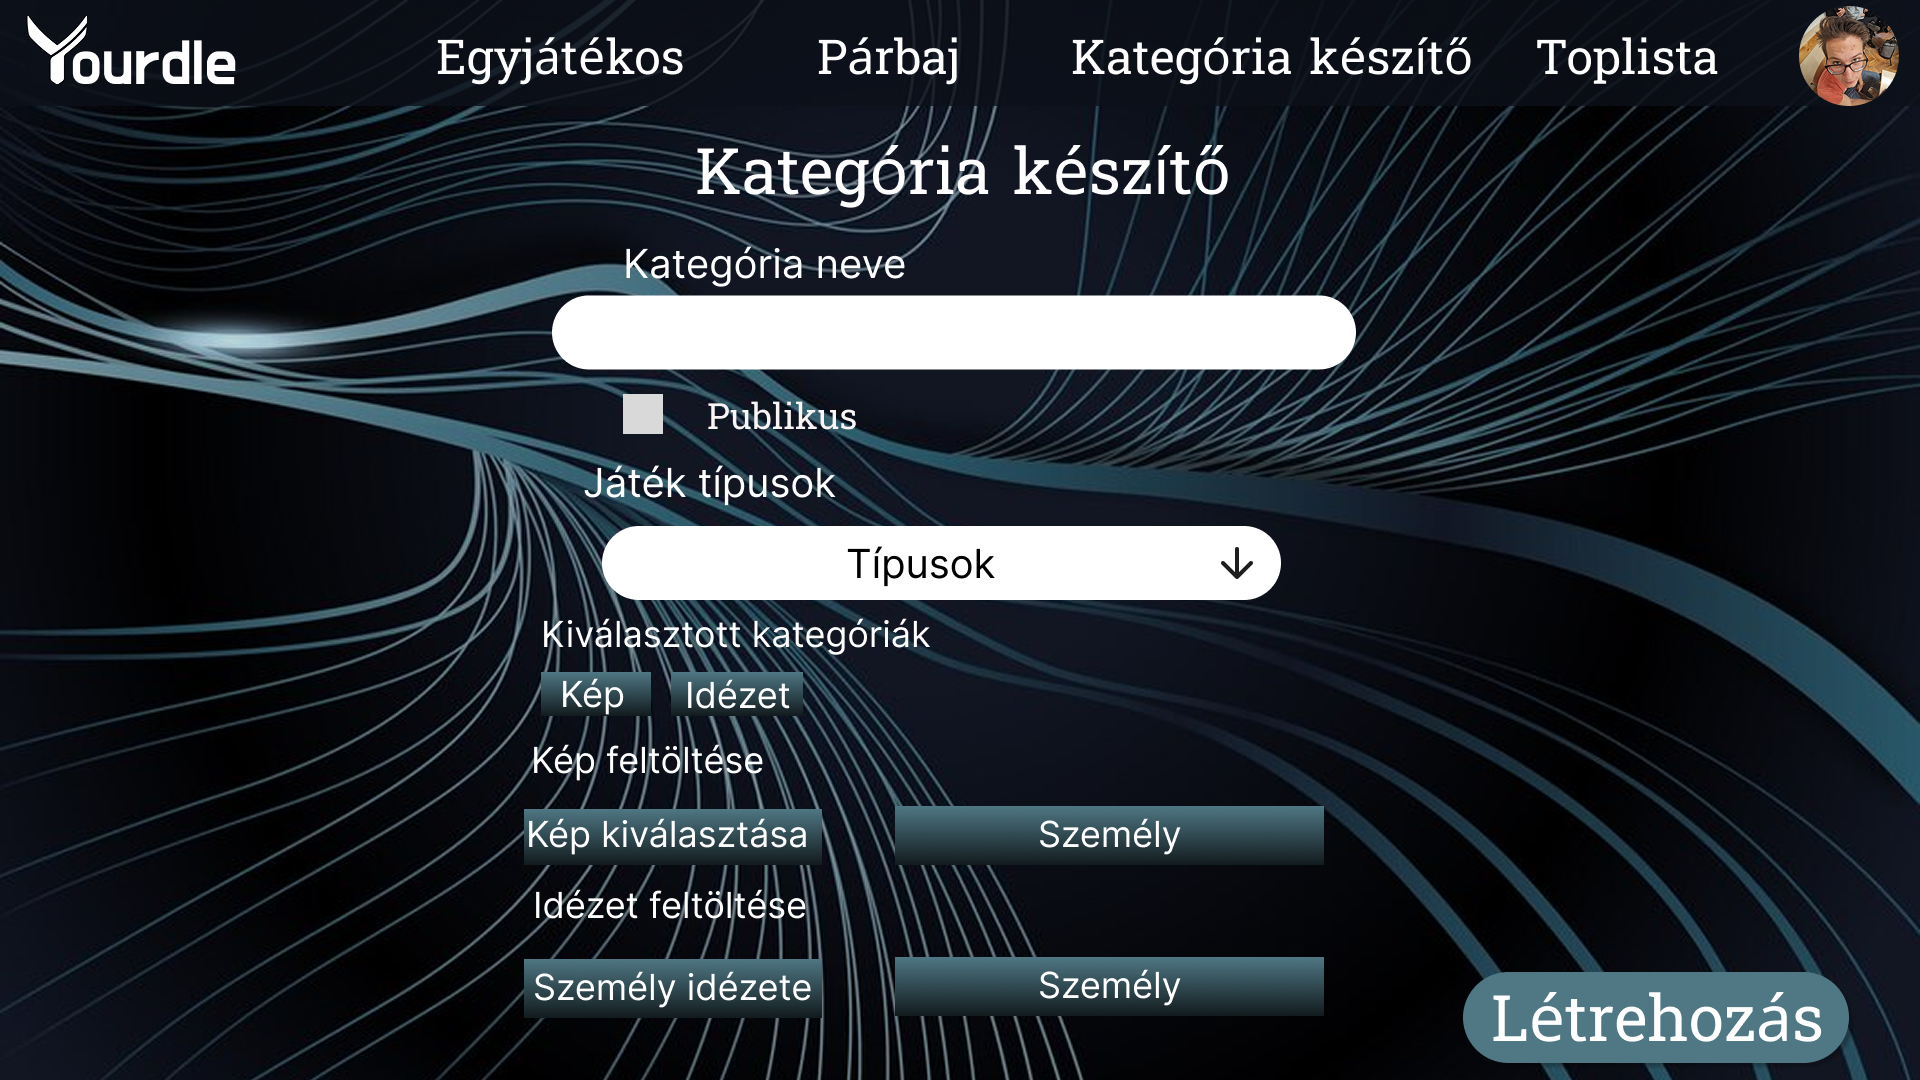 Yourdle
Egyjátékos
Párbaj
Kategória készítő
Toplista
Kategória készítő
Kategória neve
Publikus
Játék típusok
Típusok
Kiválasztott kategóriák
Kép
Idézet
Kép feltöltése
Kép kiválasztása
Személy
Idézet feltöltése
Személy idézete
Személy
Létrehozás